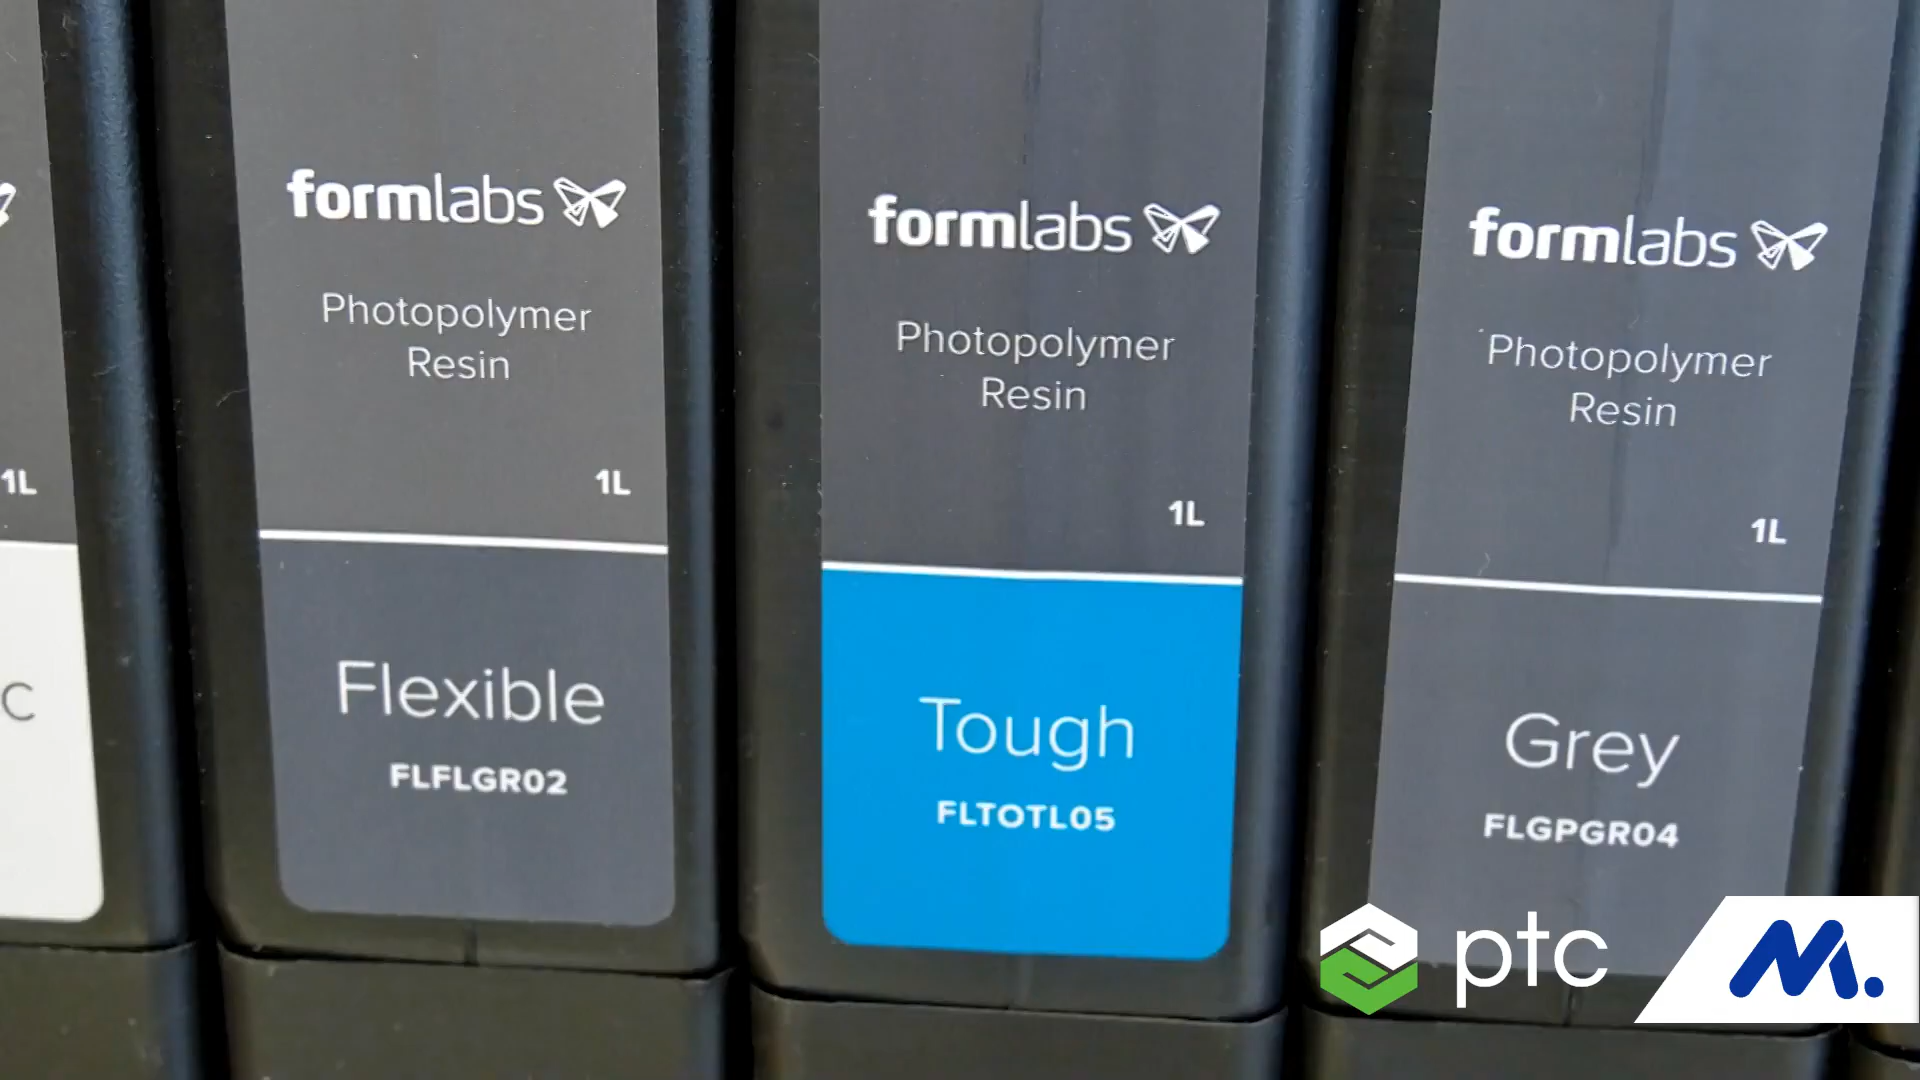 1L
c
formlabs
Photopolymer
Resin
1L
Flexible
FLFLGR02
formlabs
Photopolymer
Resin
1L
Tough
FLTOTL05
formlabs
Photopolymer
Resin
1L
Grey
FLGPGR04
ptc
M.